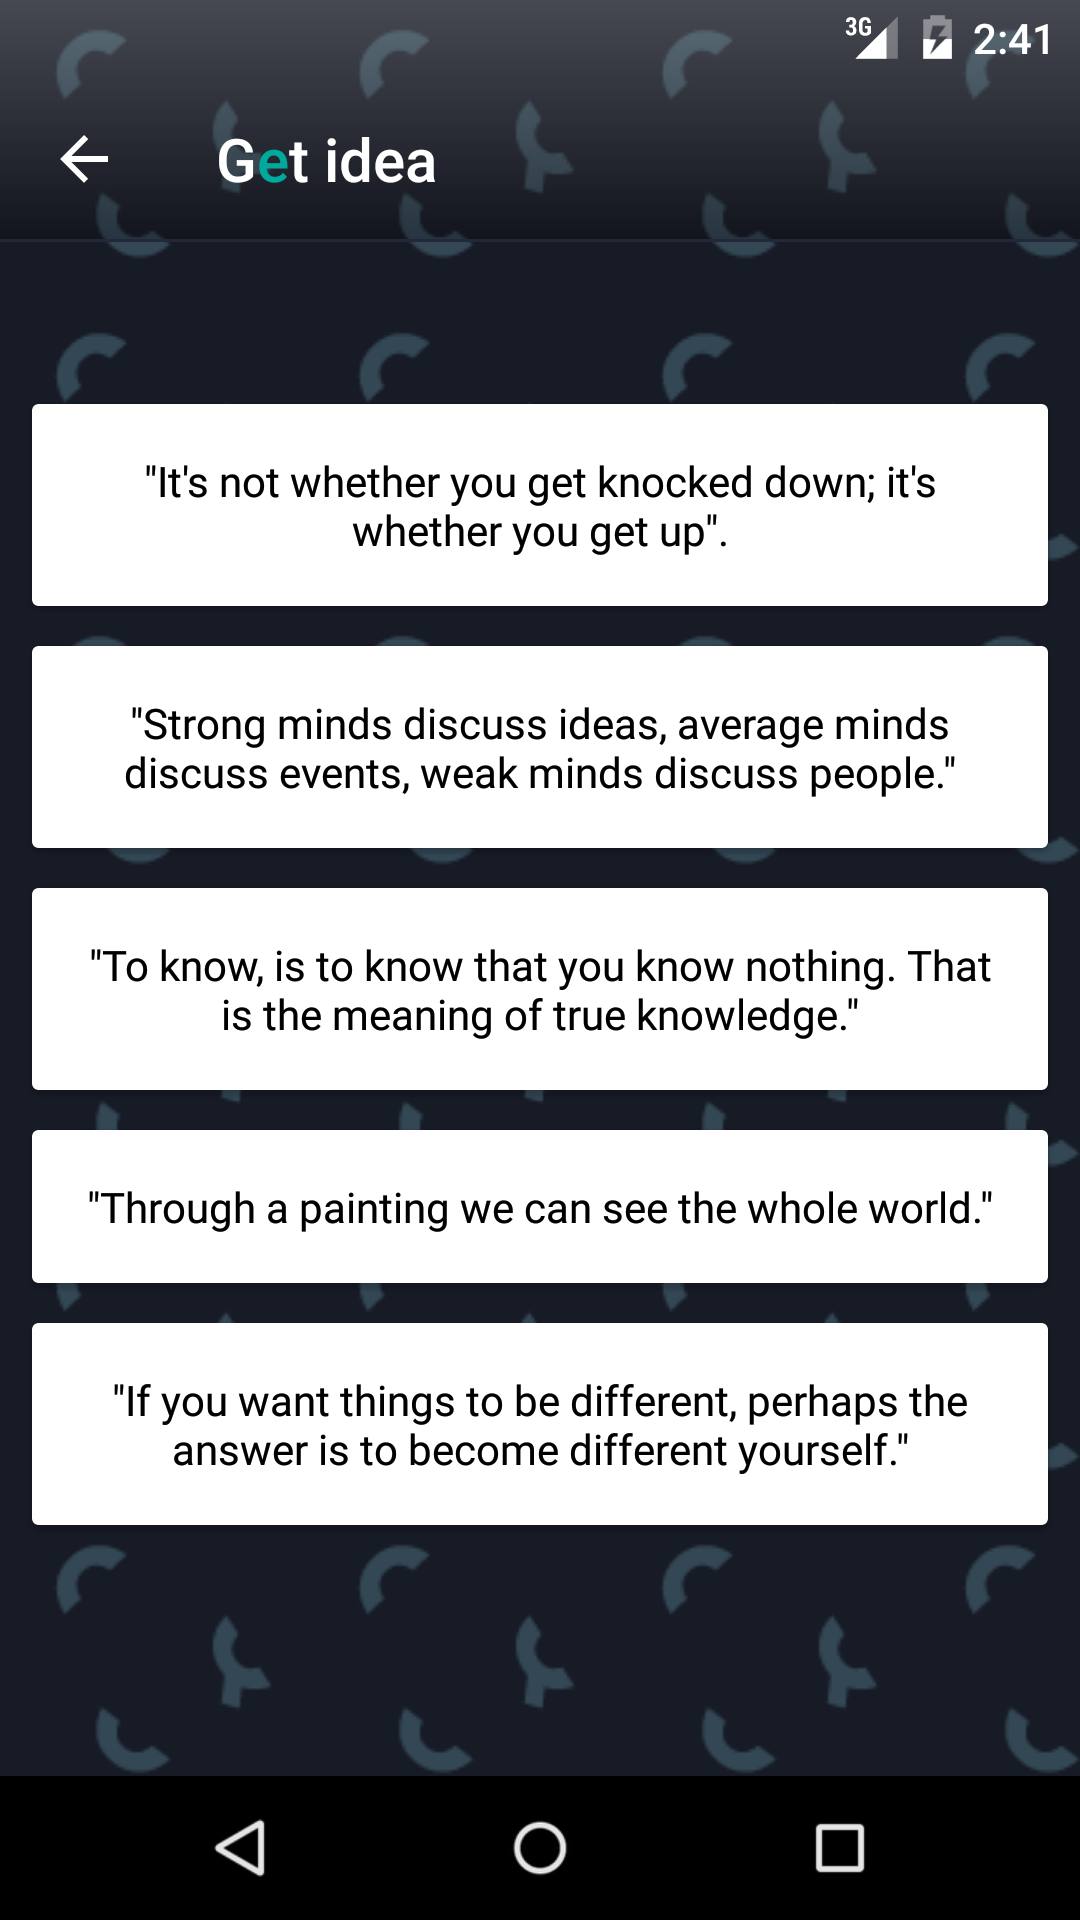 3G 2:41
Get idea
"It's not whether you get knocked down; it's
whether you get up".
"Strong minds discuss ideas, average minds
discuss events, weak minds discuss people."
"To know, is to know that you know nothing. That
is the meaning of true knowledge."
"Through a painting we can see the whole world."
"If you want things to be different, perhaps the
answer is to become different yourself."